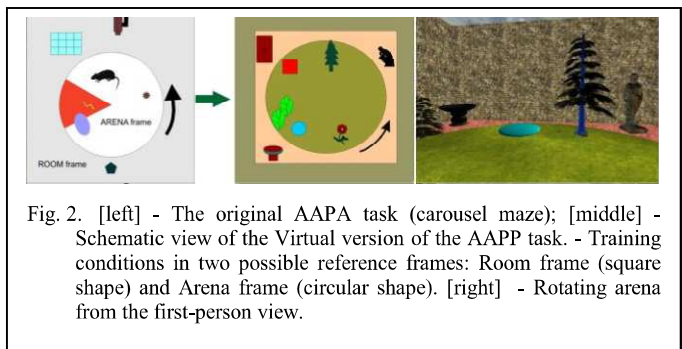 ARENA frame
ROOM frame
Fig. 2. [left] - The original AAPA task (carousel maze); [middle] -
Schematic view of the Virtual version of the AAPP task. - Training
conditions in two possible reference frames: Room frame (square
shape) and Arena frame (circular shape). [right] - Rotating arena
from the first-person view.